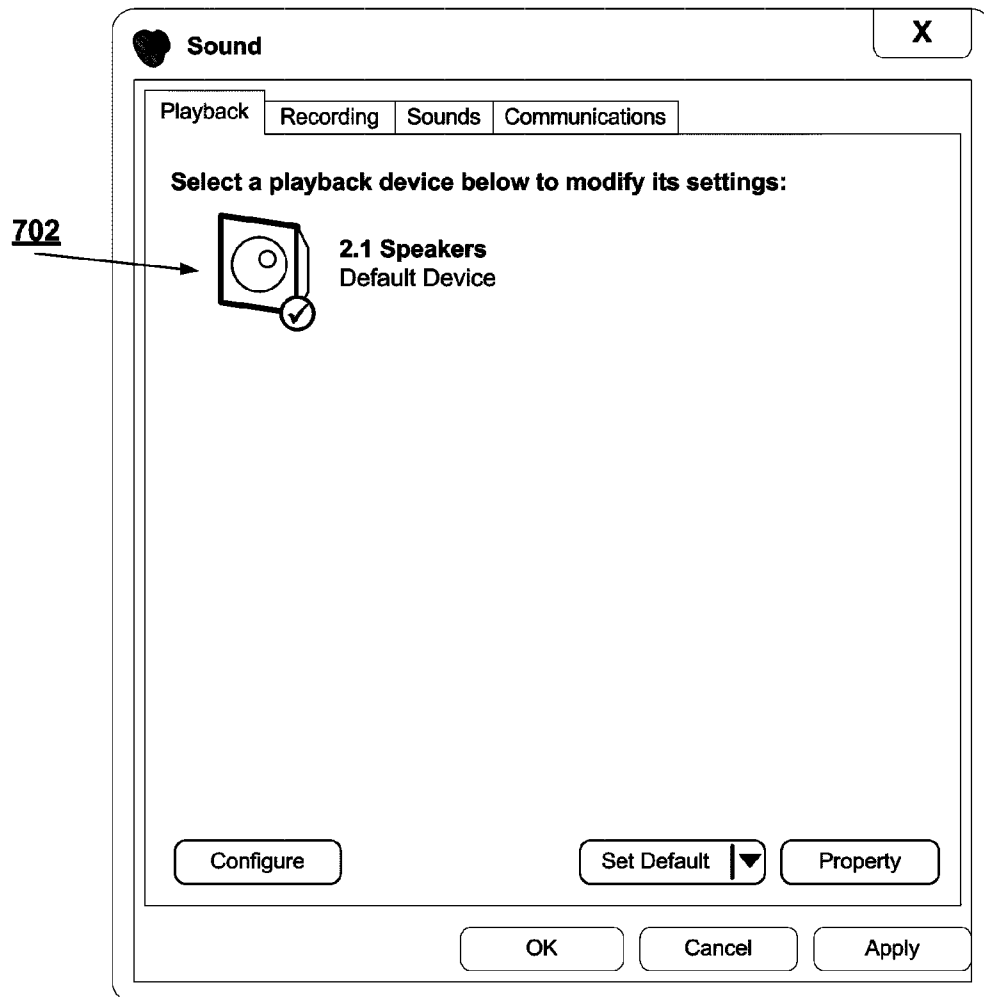 Sound
X
Playback Recording Sounds Communications
Select a playback device below to modify its settings:
702
2.1 Speakers
Default Device
Configure Set Default Property
OK Cancel Apply